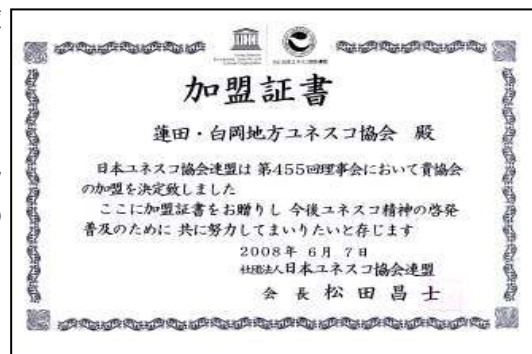 加盟証書
蓮田・白岡地方ユネスコ協会 殿
日本ユネスコ協会連盟は 第455回理事会において貴協会
の加盟を決定致しました
ここに加盟証書をお贈りし 今後ユネスコ精神の啓発
普及のために 共に努力してまいりたいと存じます
2008年 6月 7日
社団法人日本ユネスコ協会連盟
会 長 松 田 昌 士